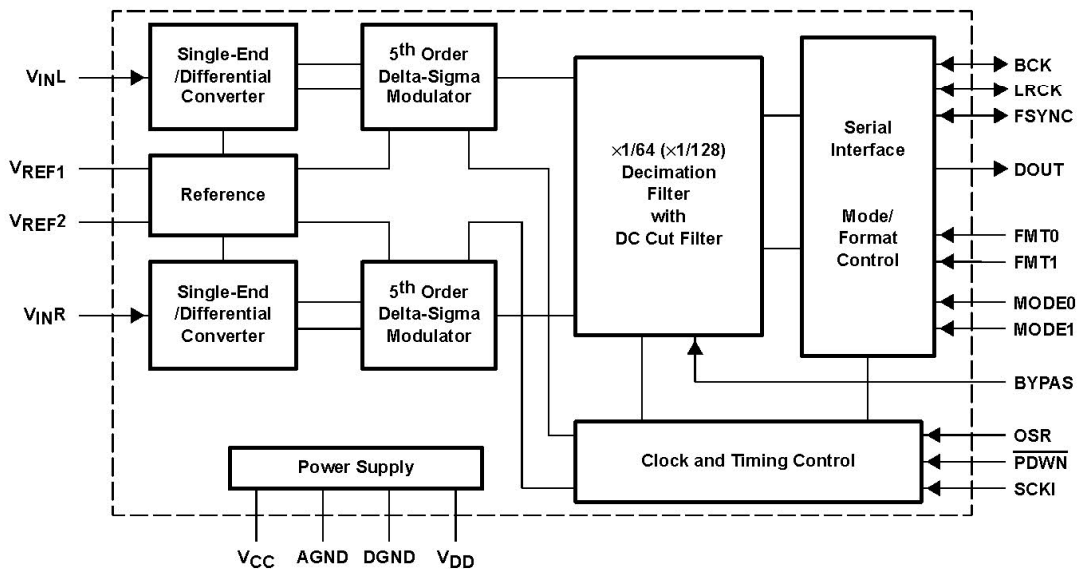 Single-End
/Differential
Converter
5th Order
Delta-Sigma
Modulator
VINL
VREF1
VREF2
Reference
VINR
Single-End
/Differential
Converter
5th Order
Delta-Sigma
Modulator
×1/64 (×1/128)
Decimation
Filter
with
DC Cut Filter
Serial
Interface
Mode/
Format
Control
BCK
LRCK
FSYNC
DOUT
FMT0
FMT1
MODE0
MODE1
BYPAS
OSR
PDWN
SCKI
Clock and Timing Control
Power Supply
VCC
AGND
DGND
VDD